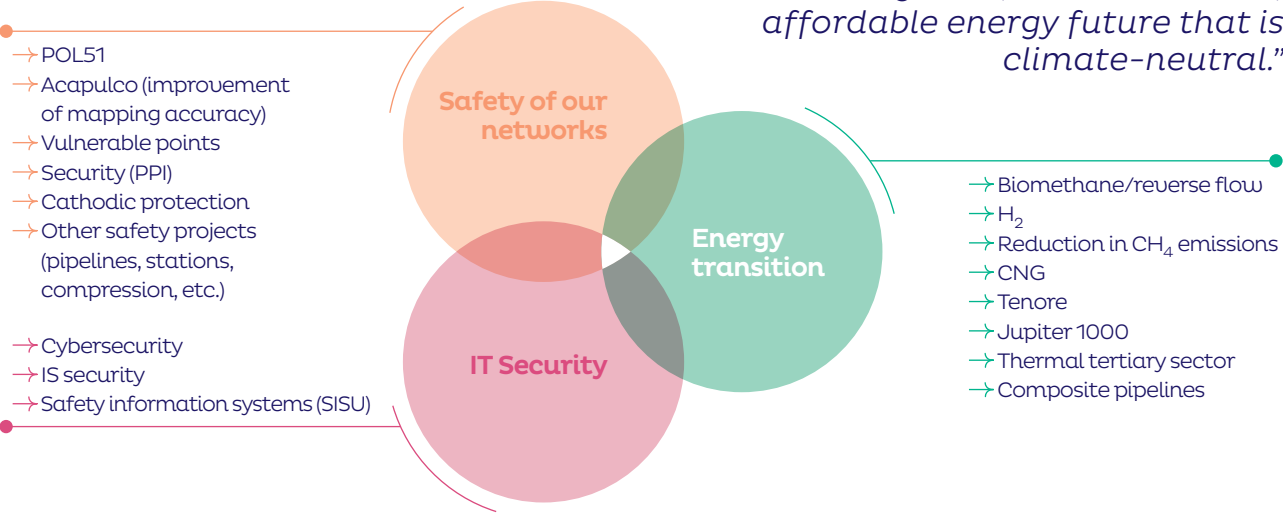 affordable energy future that is
climate-neutral.”
POL51
Acapulco (improvement
of mapping accuracy)
Vulnerable points
Security (PPI)
Cathodic protection
Other safety projects
(pipelines, stations,
compression, etc.)
Cybersecurity
IS security
Safety information systems (SISU)
Safety of our
networks
IT Security
Energy
transition
Biomethane/reverse flow
H₂
Reduction in CH₄ emissions
CNG
Tenore
Jupiter 1000
Thermal tertiary sector
Composite pipelines